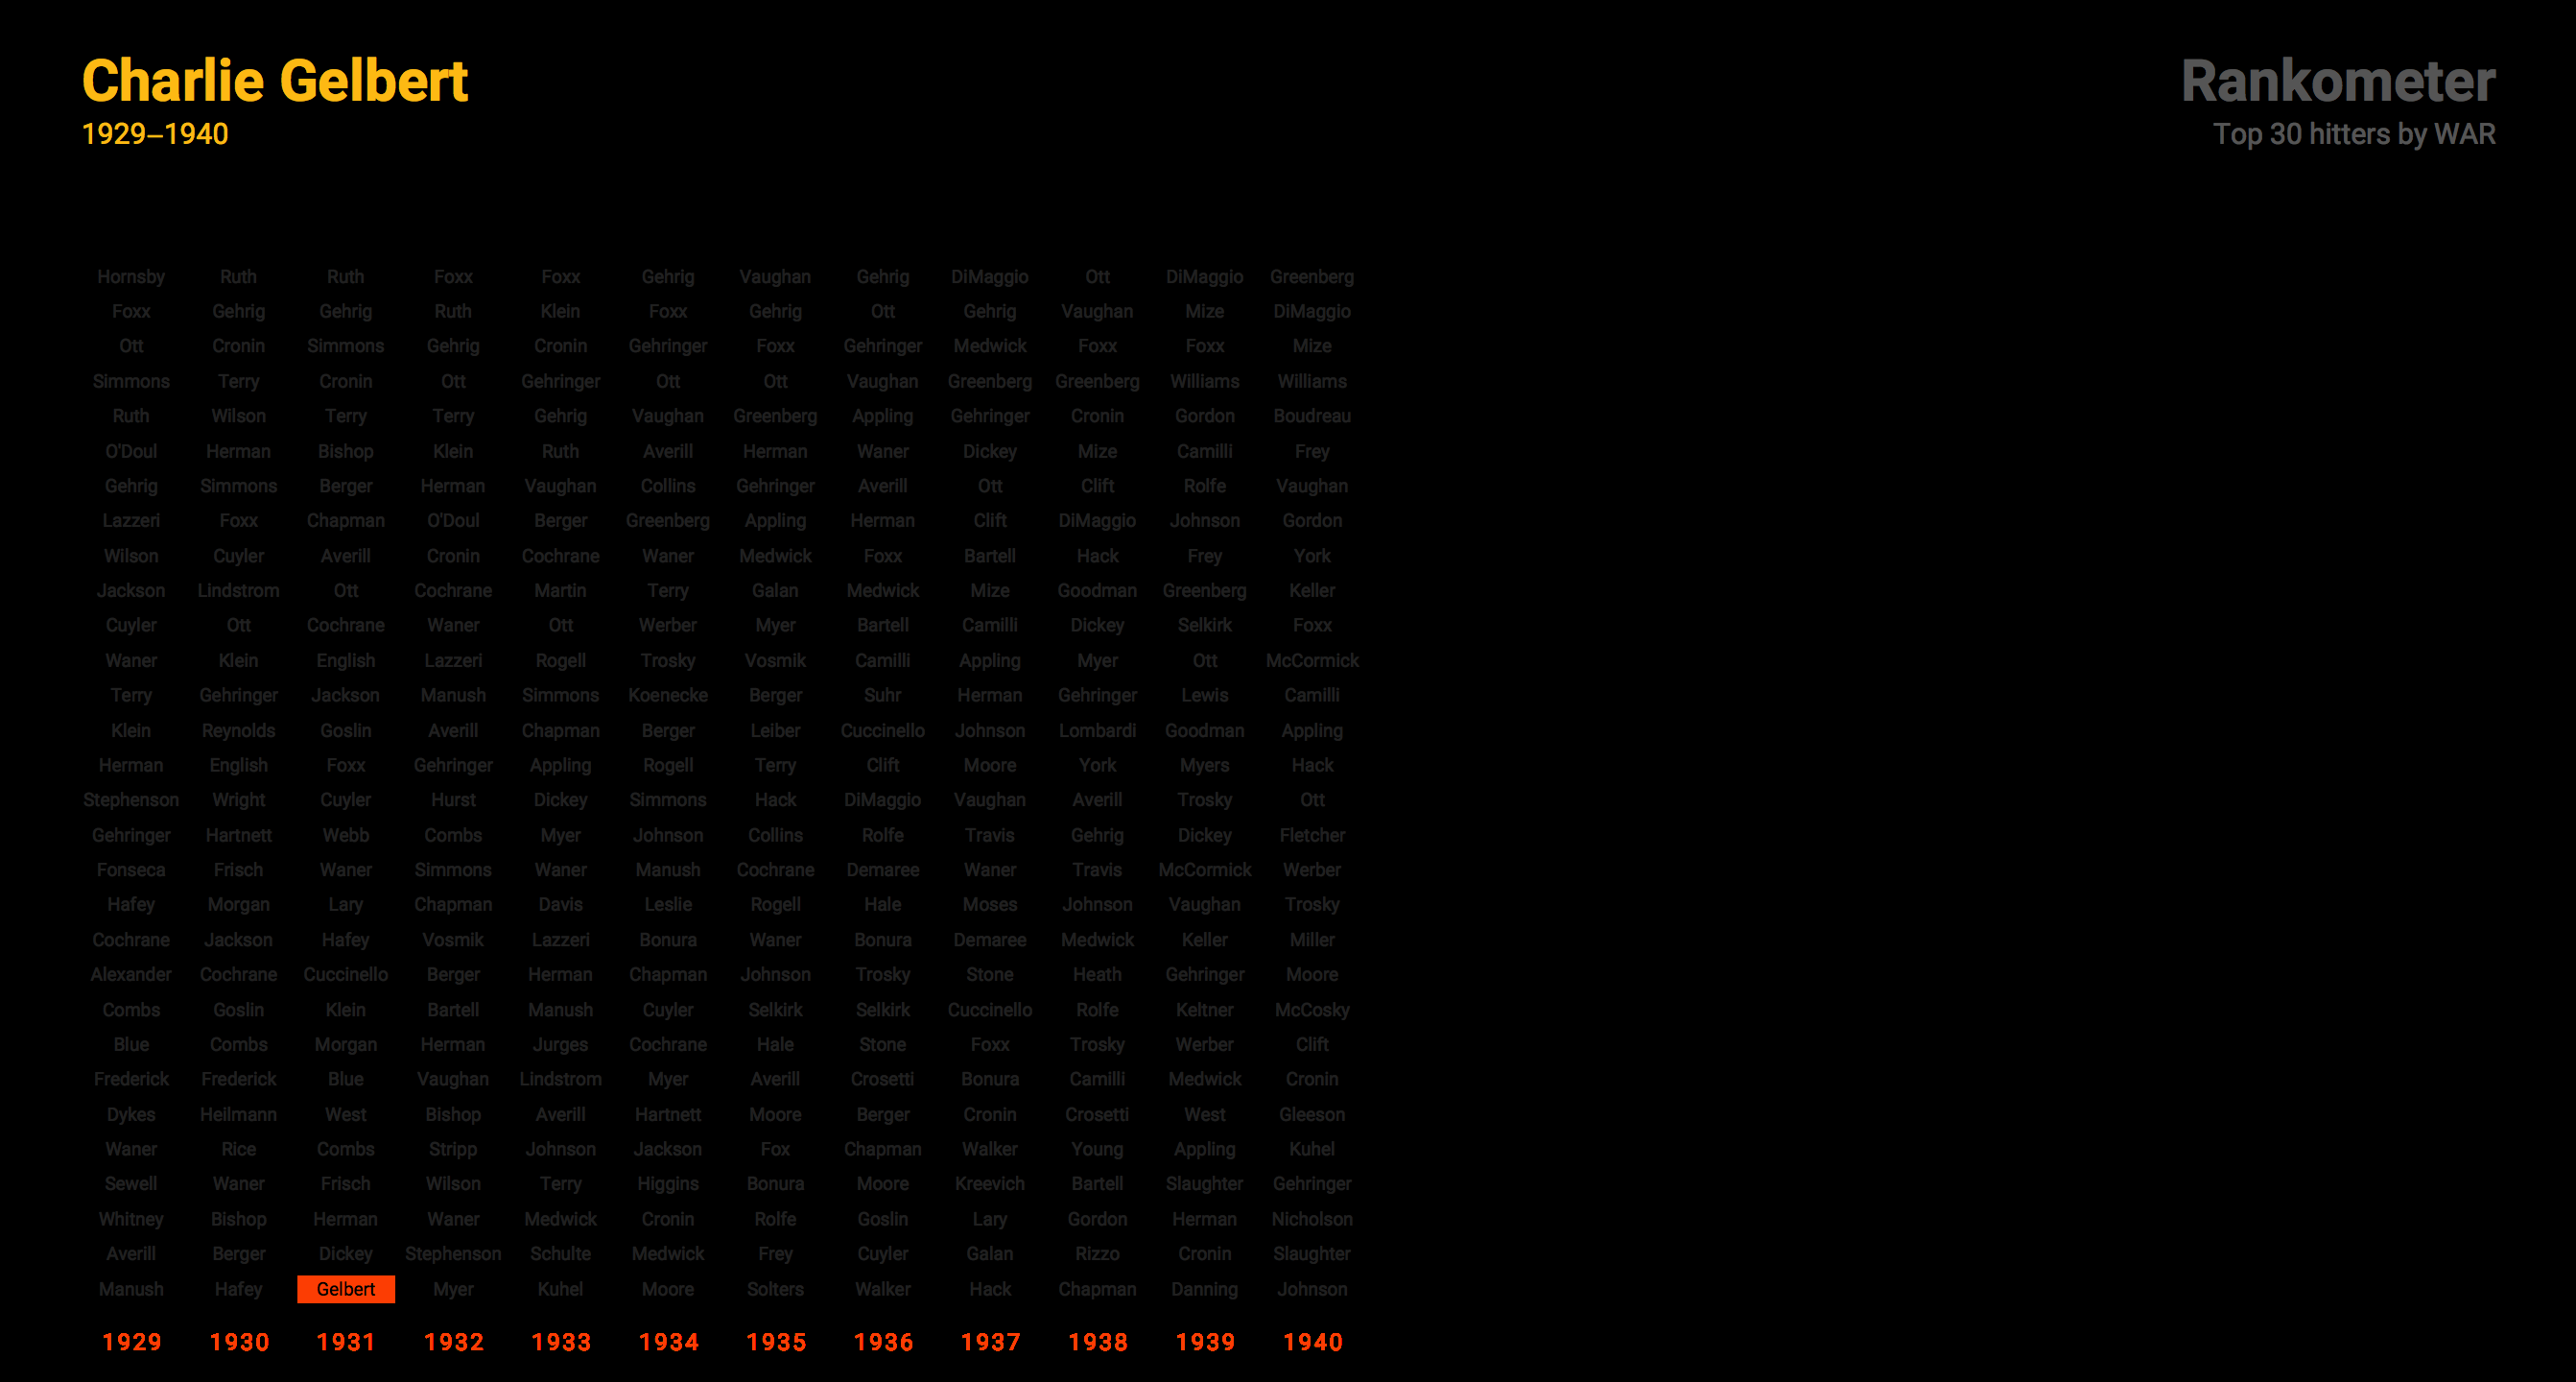 Charlie Gelbert
1929–1940
Rankometer
Top 30 hitters by WAR
Hornsby Ruth Ruth Foxx Foxx Gehrig Vaughan Gehrig DiMaggio Ott DiMaggio Greenberg
Foxx Gehrig Gehrig Ruth Klein Foxx Gehrig Ott Gehrig Vaughan Mize DiMaggio
Ott Cronin Simmons Gehrig Cronin Gehringer Foxx Gehringer Medwick Foxx Foxx Mize
Simmons Terry Cronin Ott Gehringer Ott Ott Vaughan Greenberg Greenberg Williams Williams
Ruth Wilson Terry Terry Gehrig Vaughan Greenberg Appling Gehringer Cronin Gordon Boudreau
O'Doul Herman Bishop Klein Ruth Averill Herman Waner Dickey Mize Camilli Frey
Gehrig Simmons Berger Herman Vaughan Collins Gehringer Averill Ott Clift Rolfe Vaughan
Lazzeri Foxx Chapman O'Doul Berger Greenberg Appling Herman Clift DiMaggio Johnson Gordon
Wilson Cuyler Averill Cronin Cochrane Waner Medwick Foxx Bartell Hack Frey York
Jackson Lindstrom Ott Cochrane Martin Terry Galan Medwick Mize Goodman Greenberg Keller
Cuyler Ott Cochrane Waner Ott Werber Myer Bartell Camilli Dickey Selkirk Foxx
Waner Klein English Lazzeri Rogell Trosky Vosmik Camilli Appling Myer Ott McCormick
Terry Gehringer Jackson Manush Simmons Koenecke Berger Suhr Herman Gehringer Lewis Camilli
Klein Reynolds Goslin Averill Chapman Berger Leiber Cuccinello Johnson Lombardi Goodman Appling
Herman English Foxx Gehringer Appling Rogell Terry Clift Moore York Myers Hack
Stephenson Wright Cuyler Hurst Dickey Simmons Hack DiMaggio Vaughan Averill Trosky Ott
Gehringer Hartnett Webb Combs Myer Johnson Collins Rolfe Travis Gehrig Dickey Fletcher
Fonseca Frisch Waner Simmons Waner Manush Cochrane Demaree Waner Travis McCormick Werber
Hafey Morgan Lary Chapman Davis Leslie Rogell Hale Moses Johnson Vaughan Trosky
Cochrane Jackson Hafey Vosmik Lazzeri Bonura Waner Bonura Demaree Medwick Keller Miller
Alexander Cochrane Cuccinello Berger Herman Chapman Johnson Trosky Stone Heath Gehringer Moore
Combs Goslin Klein Bartell Manush Cuyler Selkirk Selkirk Cuccinello Rolfe Keltner McCosky
Blue Combs Morgan Herman Jurges Cochrane Hale Stone Foxx Trosky Werber Clift
Frederick Frederick Blue Vaughan Lindstrom Myer Averill Crosetti Bonura Camilli Medwick Cronin
Dykes Heilmann West Bishop Averill Hartnett Moore Berger Cronin Crosetti West Gleeson
Waner Rice Combs Stripp Johnson Jackson Fox Chapman Walker Young Appling Kuhel
Sewell Waner Frisch Wilson Terry Higgins Bonura Moore Kreevich Bartell Slaughter Gehringer
Whitney Bishop Herman Waner Medwick Cronin Rolfe Goslin Lary Gordon Herman Nicholson
Averill Berger Dickey Stephenson Schulte Medwick Frey Cuyler Galan Rizzo Cronin Slaughter
Manush Hafey Gelbert Myer Kuhel Moore Solters Walker Hack Chapman Danning Johnson
1929 1930 1931 1932 1933 1934 1935 1936 1937 1938 1939 1940